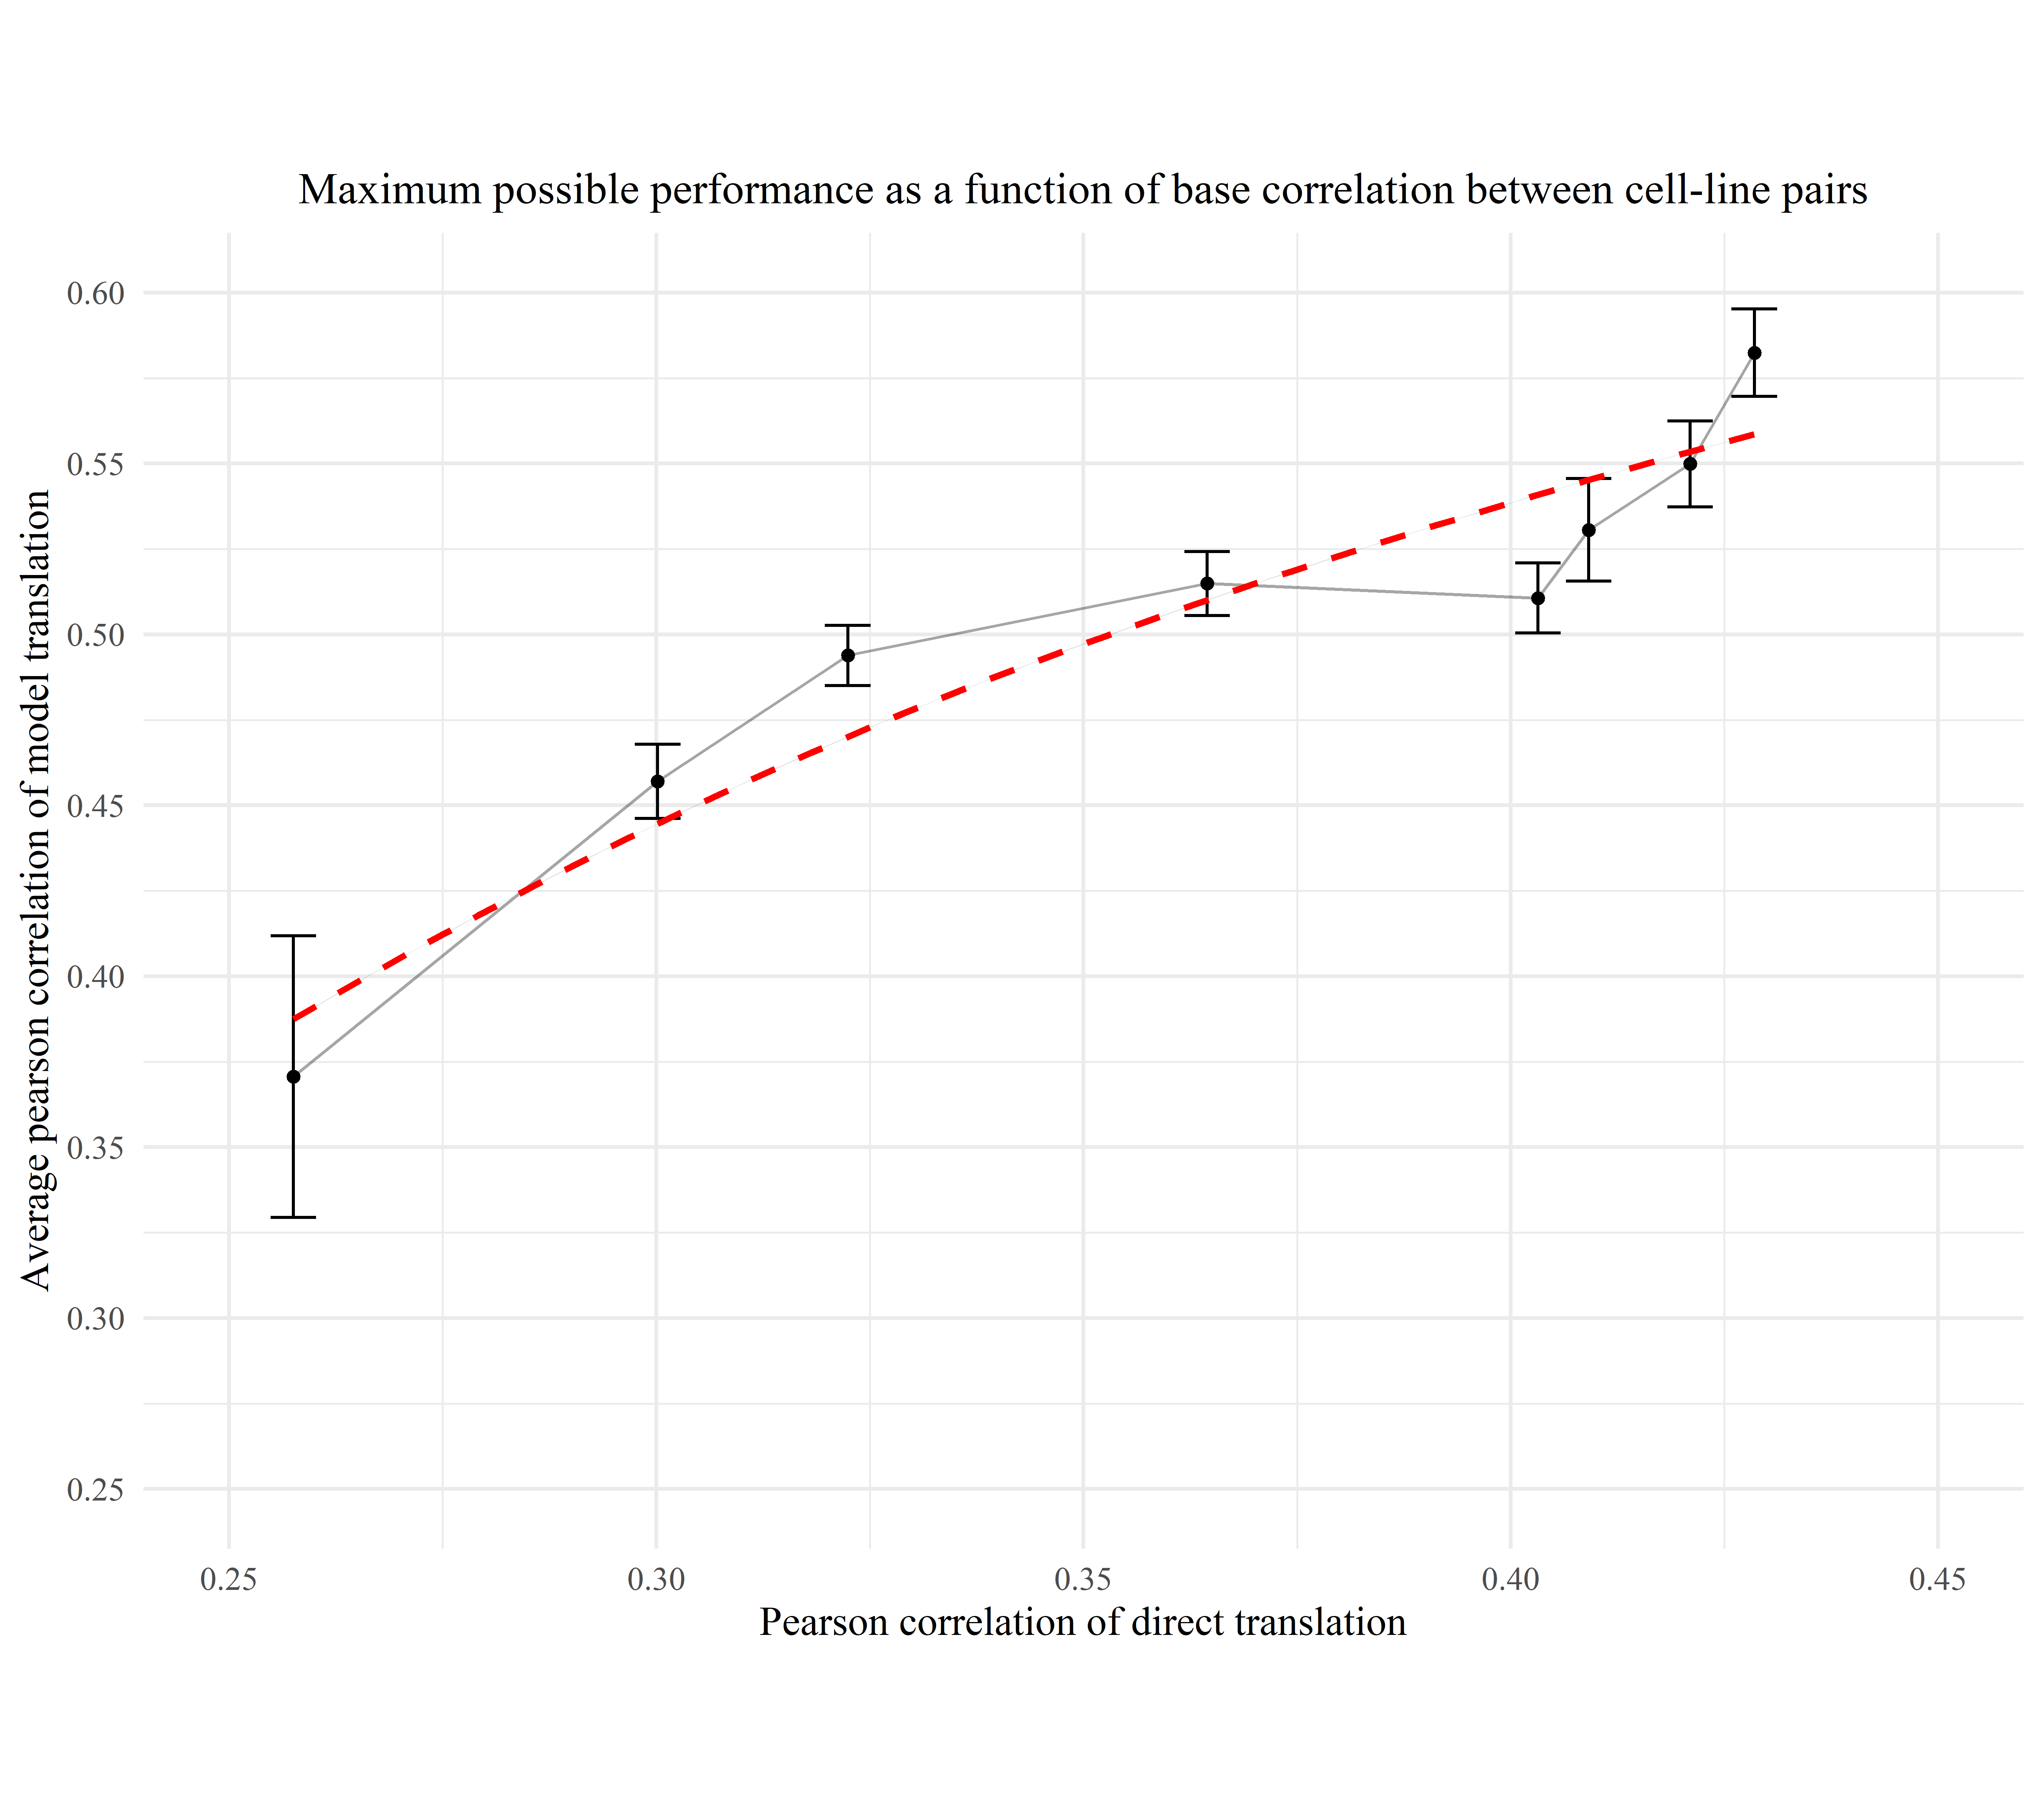 Maximum possible performance as a function of base correlation between cell-line pairs
Average pearson correlation of model translation
0.60
0.55
0.50
0.45
0.40
0.35
0.30
0.25
0.25 0.30 0.35 0.40 0.45
Pearson correlation of direct translation